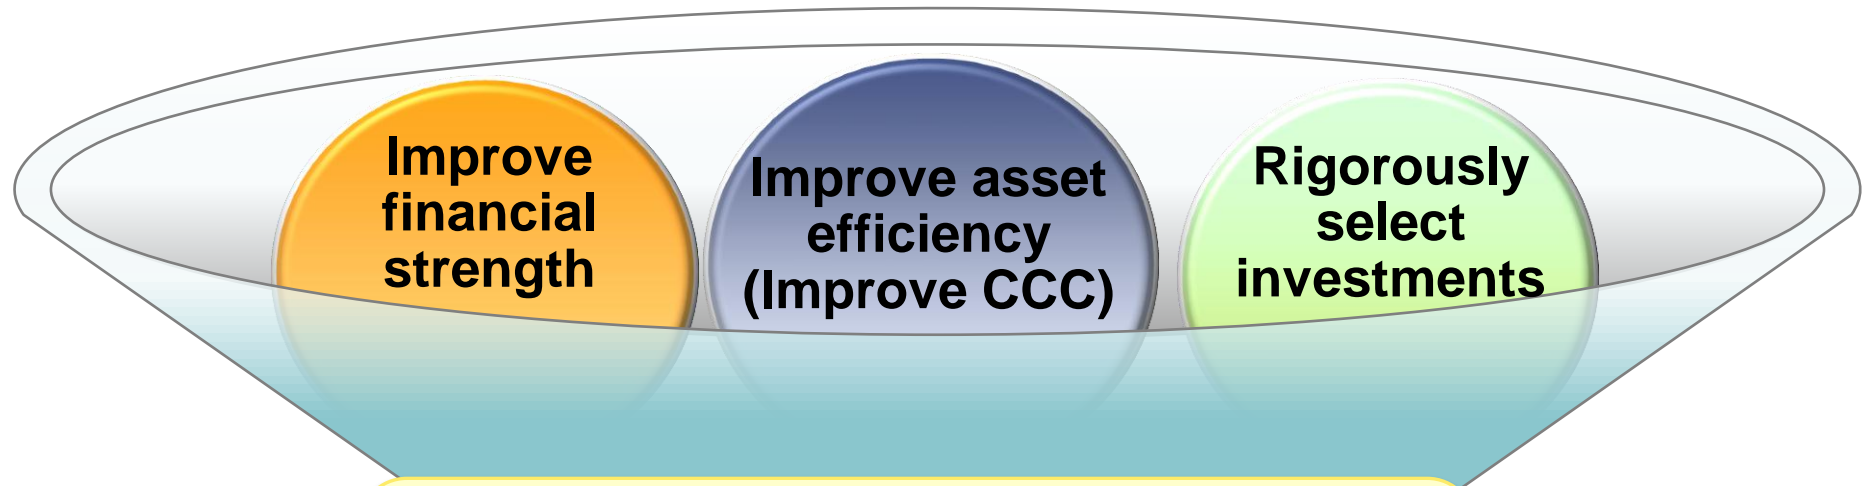 Improve
financial
strength
Improve asset
efficiency
(Improve CCC)
Rigorously
select
investments